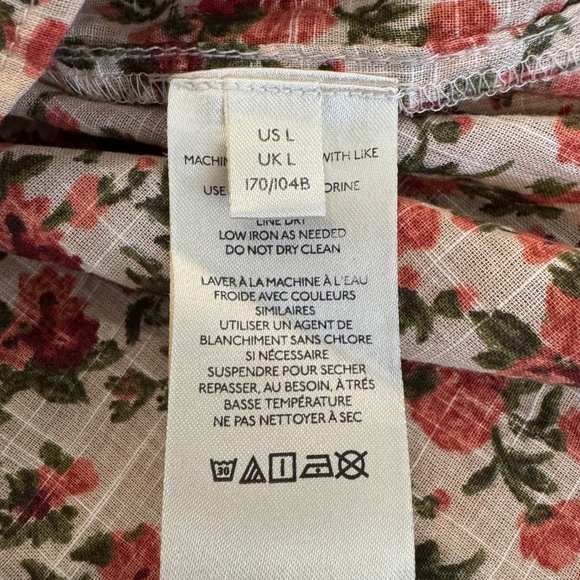 US L
UK L
170/104B
WITH LIKE
USE
LINE DRY
LOW IRON AS NEEDED
DO NOT DRY CLEAN
LAVER À LA MACHINE À L'EAU
FROIDE AVEC COULEURS
SIMILAIRES
UTILISER UN AGENT DE
BLANCHIMENT SANS CHLORE
SI NÉCESSAIRE
SUSPENDRE POUR SECHER
REPASSER, AU BESOIN, À TRÉS
BASSE TEMPÉRATURE
NE PAS NETTOYER À SEC
30